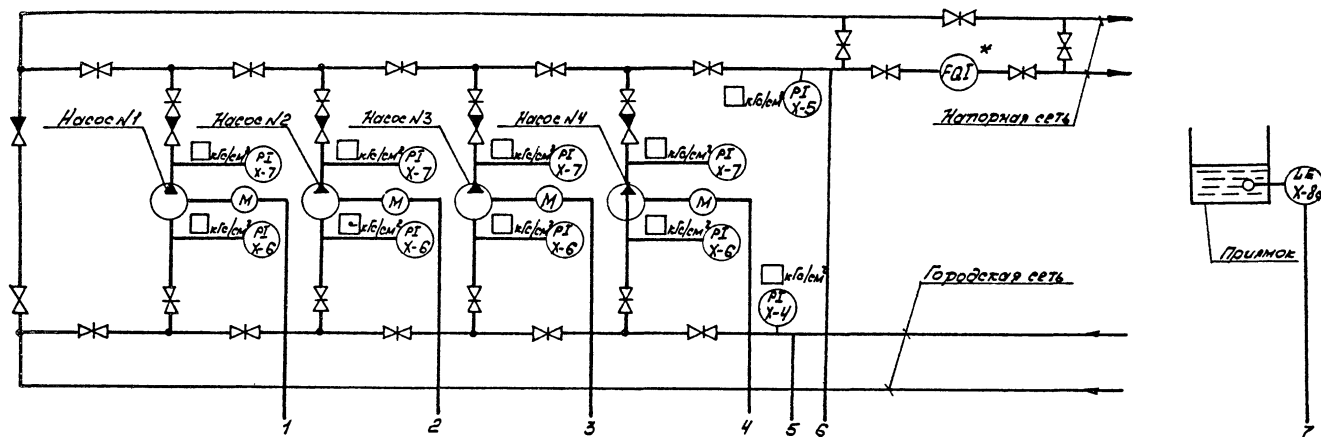 *
FQI
кгс/см²
PI
X-5
Напорная сеть
Насос N1
Насос N2
Насос N3
Насос N4
кгс/см²
PI
X-7
кгс/см²
PI
X-7
кгс/см²
PI
X-7
кгс/см²
PI
X-7
LE
X-8а
M
M
M
M
кгс/см²
PI
X-6
кгс/см²
PI
X-6
кгс/см²
PI
X-6
кгс/см²
PI
X-6
Приямок
кгс/см²
PI
X-4
Городская сеть
1
2
3
4
5
6
7